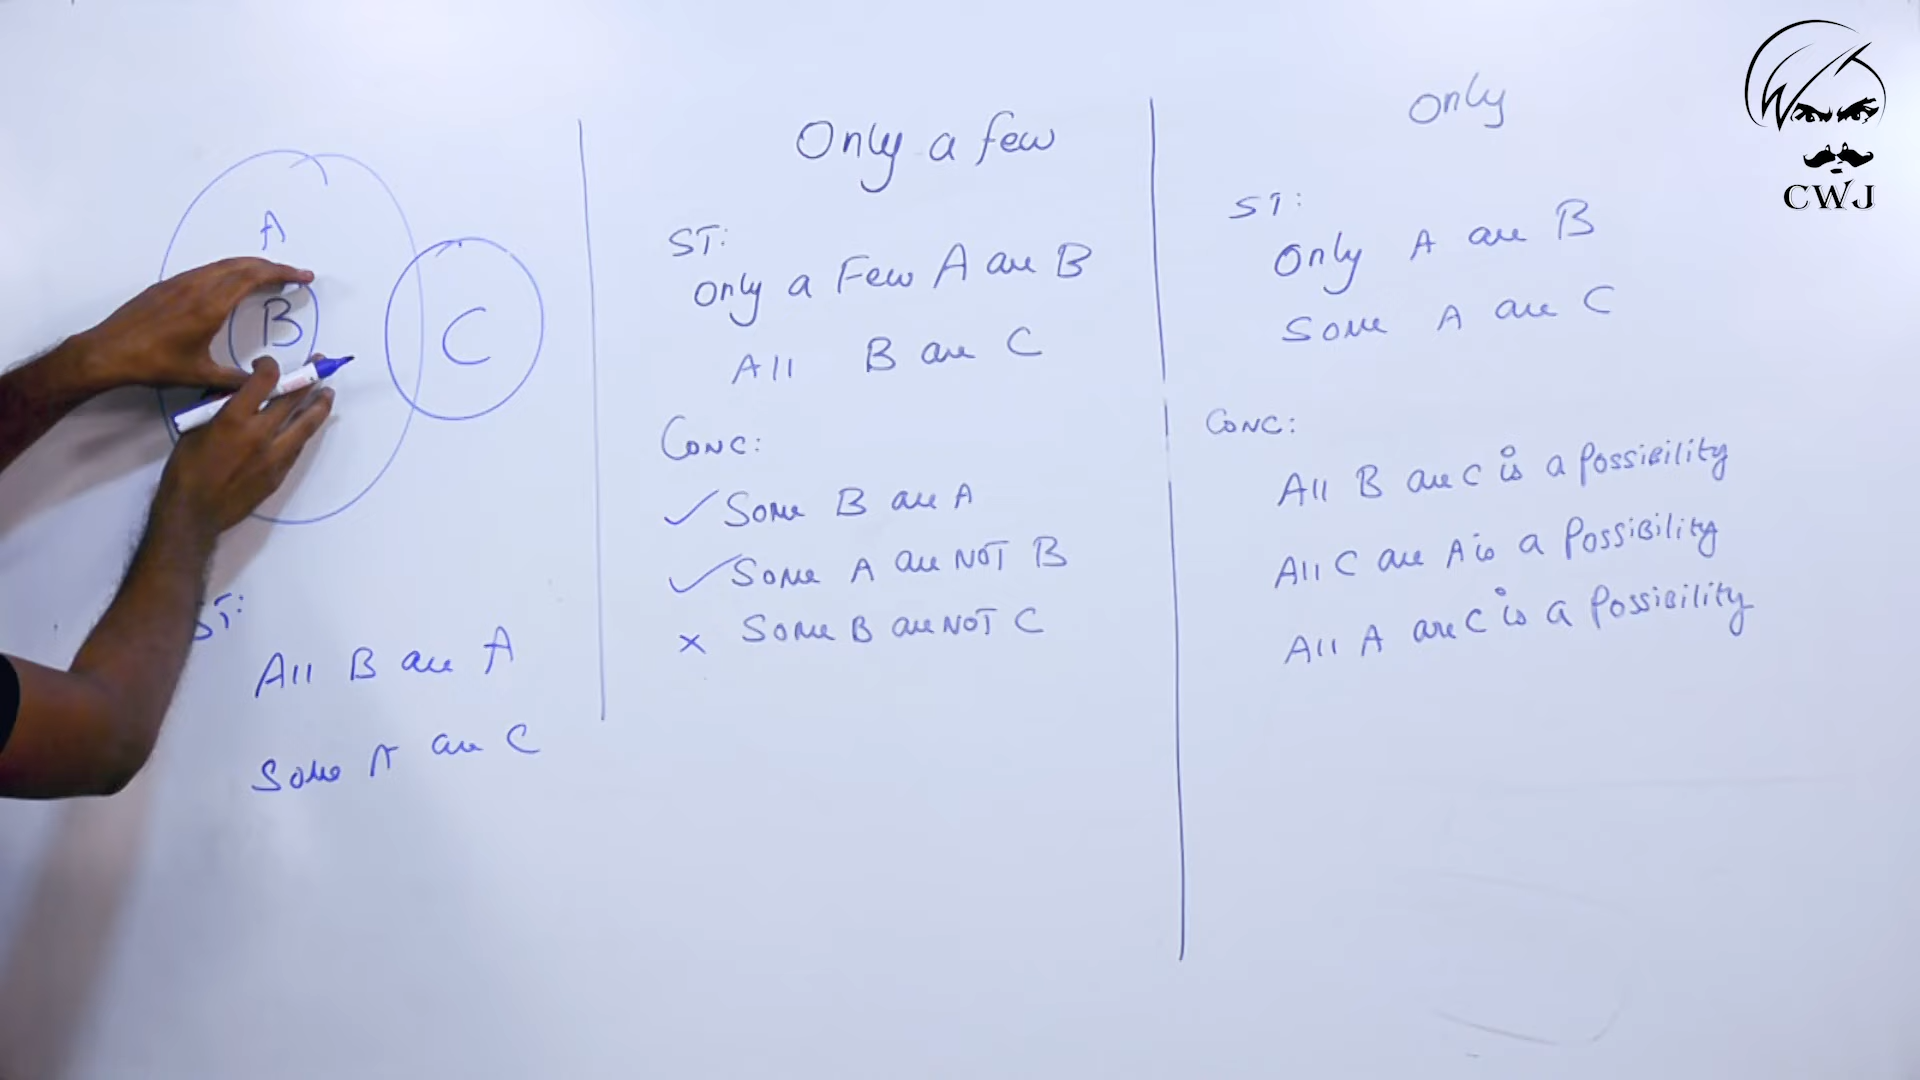 A
B
C
ST:
All B are A
Some A are C
Only a few
ST:
Only a Few A are B
All B are C
Conc:
✓ Some B are A
✓ Some A are NOT B
× Some B are NOT C
Only
ST:
Only A are B
Some A are C
Conc:
All B are C is a Possibility
All C are A is a Possibility
All A are C is a Possibility
CWJ